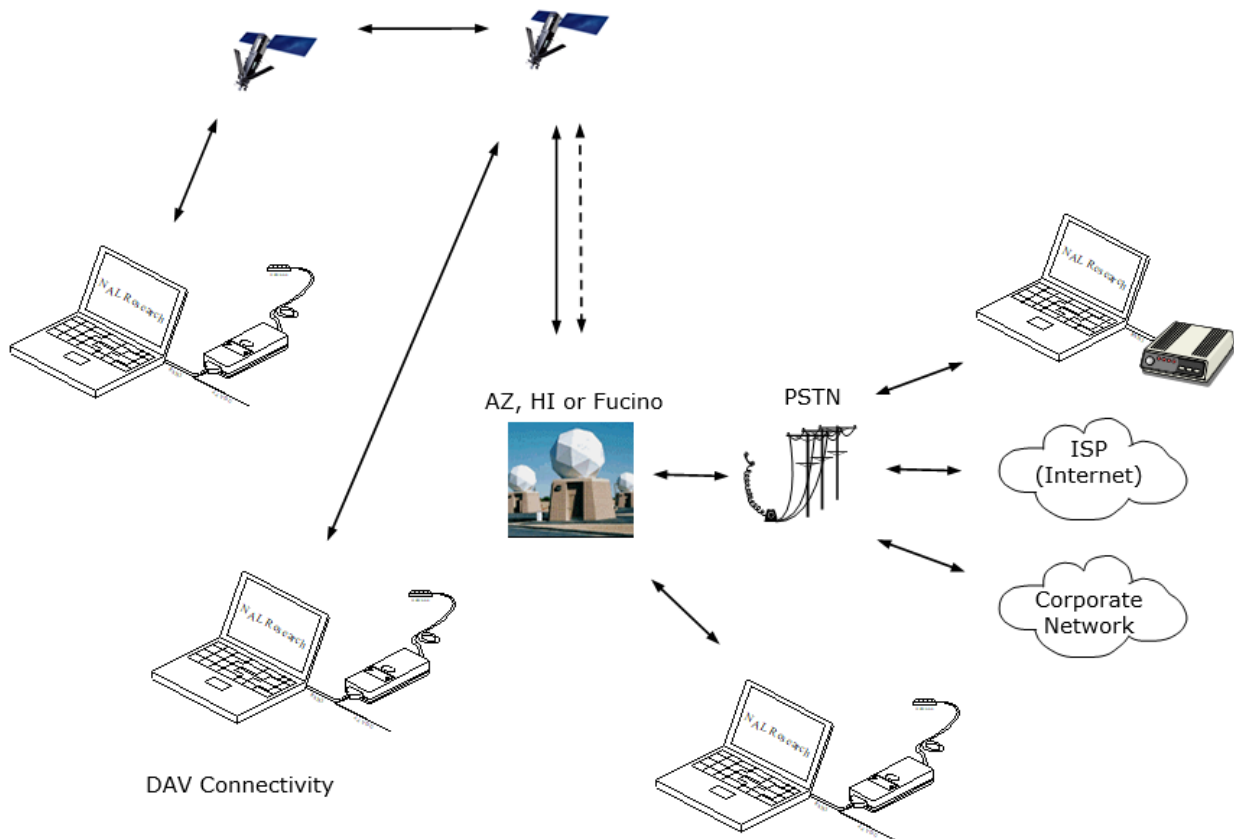 NAL Research
NAL Research
AZ, HI or Fucino
PSTN
ISP
(Internet)
NAL Research
Corporate
Network
NAL Research
DAV Connectivity